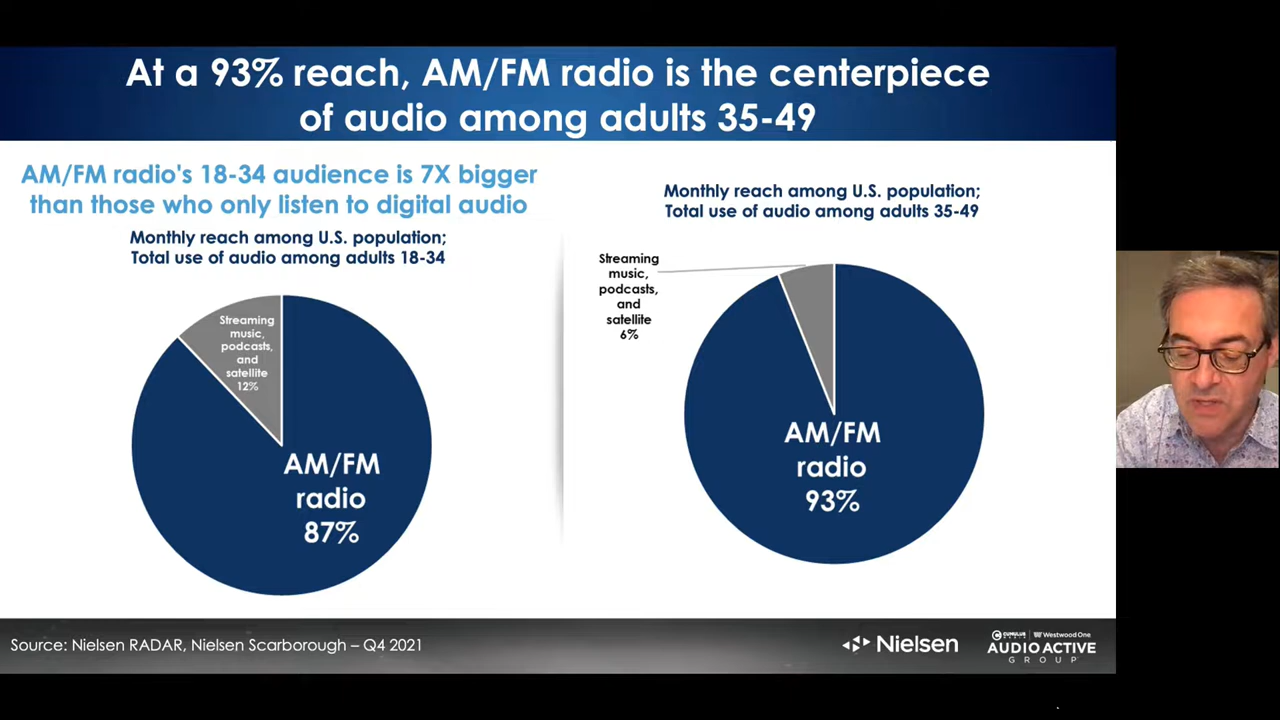 At a 93% reach, AM/FM radio is the centerpiece
of audio among adults 35-49
AM/FM radio's 18-34 audience is 7X bigger
than those who only listen to digital audio
Monthly reach among U.S. population;
Total use of audio among adults 18-34
Streaming
music,
podcasts,
and
satellite
12%
AM/FM
radio
87%
Monthly reach among U.S. population;
Total use of audio among adults 35-49
Streaming
music,
podcasts,
and
satellite
6%
AM/FM
radio
93%
Source: Nielsen RADAR, Nielsen Scarborough – Q4 2021
Nielsen
CUMULUS
Westwood One
AUDIO ACTIVE
GROUP